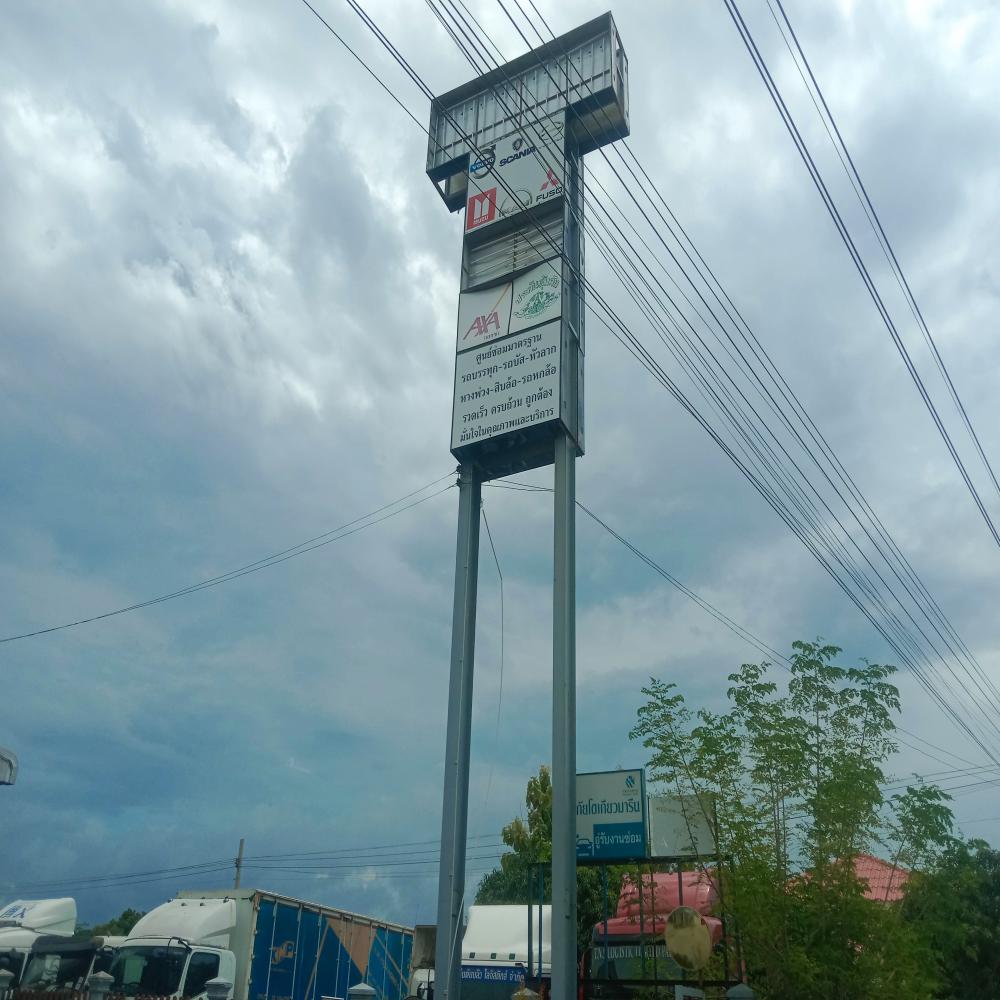 VOLVO
SCANIA
ISUZU
FUSO
AXA
ศูนย์ซ่อมมาตรฐาน
รถบรรทุก-รถบัส-หัวลาก
หางพ่วง-สิบล้อ-รถหกล้อ
รวดเร็ว ครบถ้วน ถูกต้อง
มั่นใจในคุณภาพและบริการ
กันโตเกียวมารีน
อู่รับงานซ่อม